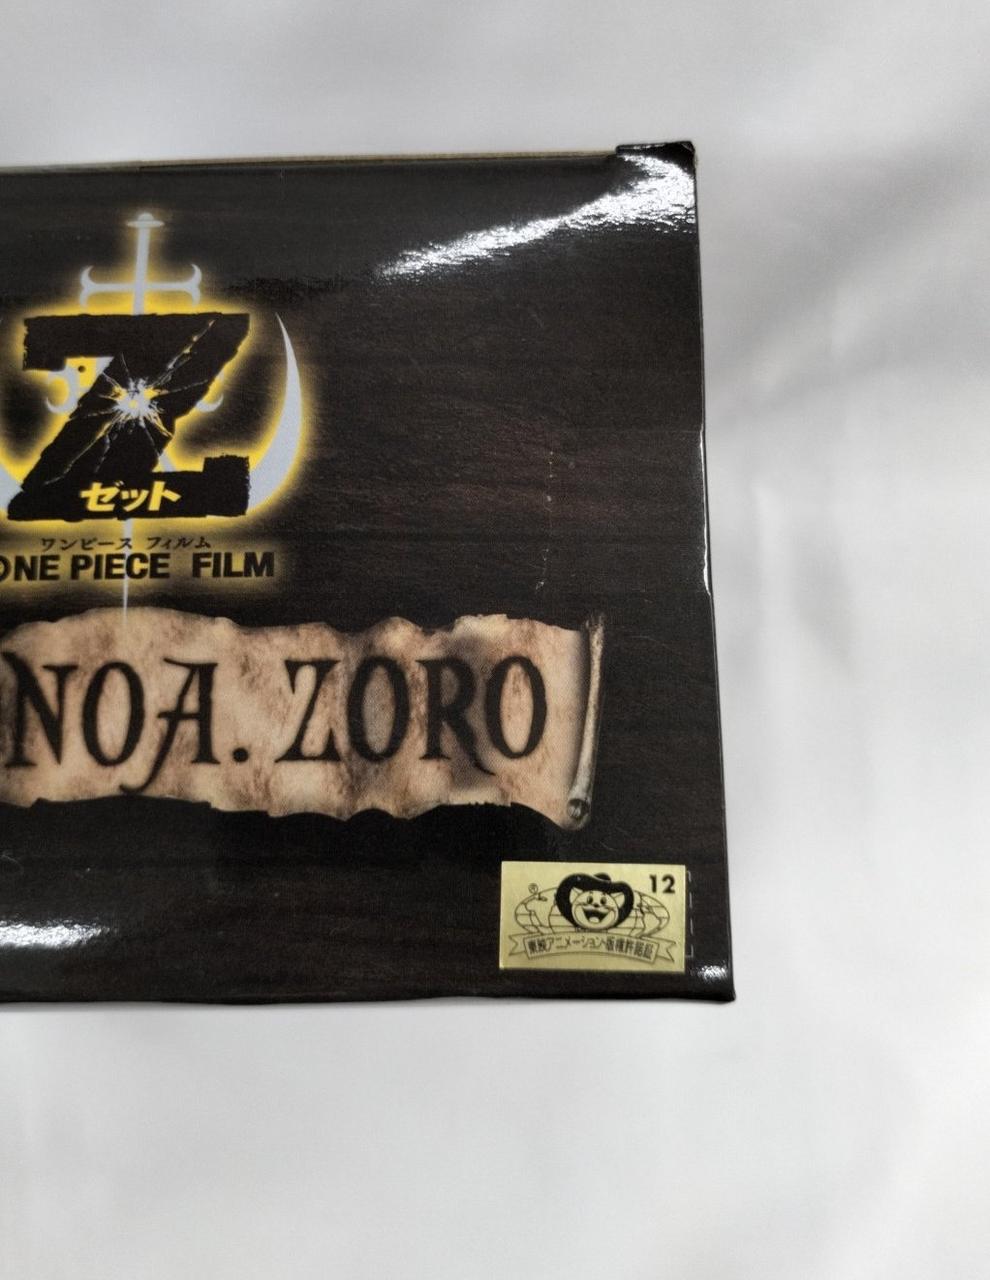 Z
ゼット
ワンピース フィルム
ONE PIECE FILM
NOA. ZORO
12
®
東映アニメーション・版権許諾証